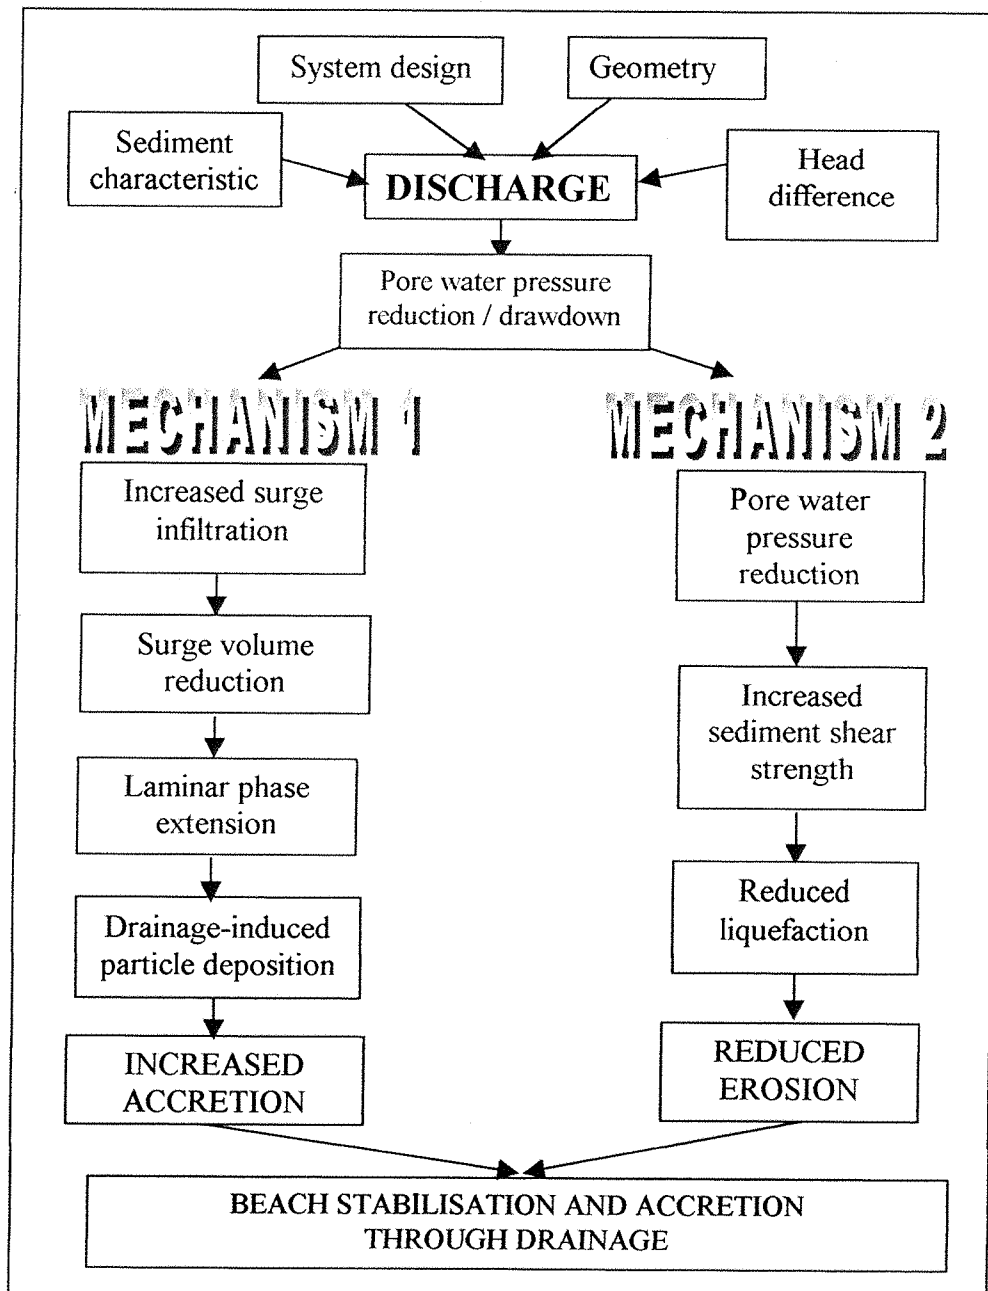 System design
Geometry
Sediment
characteristic
DISCHARGE
Head
difference
Pore water pressure
reduction / drawdown
MECHANISM 1
MECHANISM 2
Increased surge
infiltration
Surge volume
reduction
Laminar phase
extension
Drainage-induced
particle deposition
INCREASED
ACCRETION
Pore water
pressure
reduction
Increased
sediment shear
strength
Reduced
liquefaction
REDUCED
EROSION
BEACH STABILISATION AND ACCRETION
THROUGH DRAINAGE